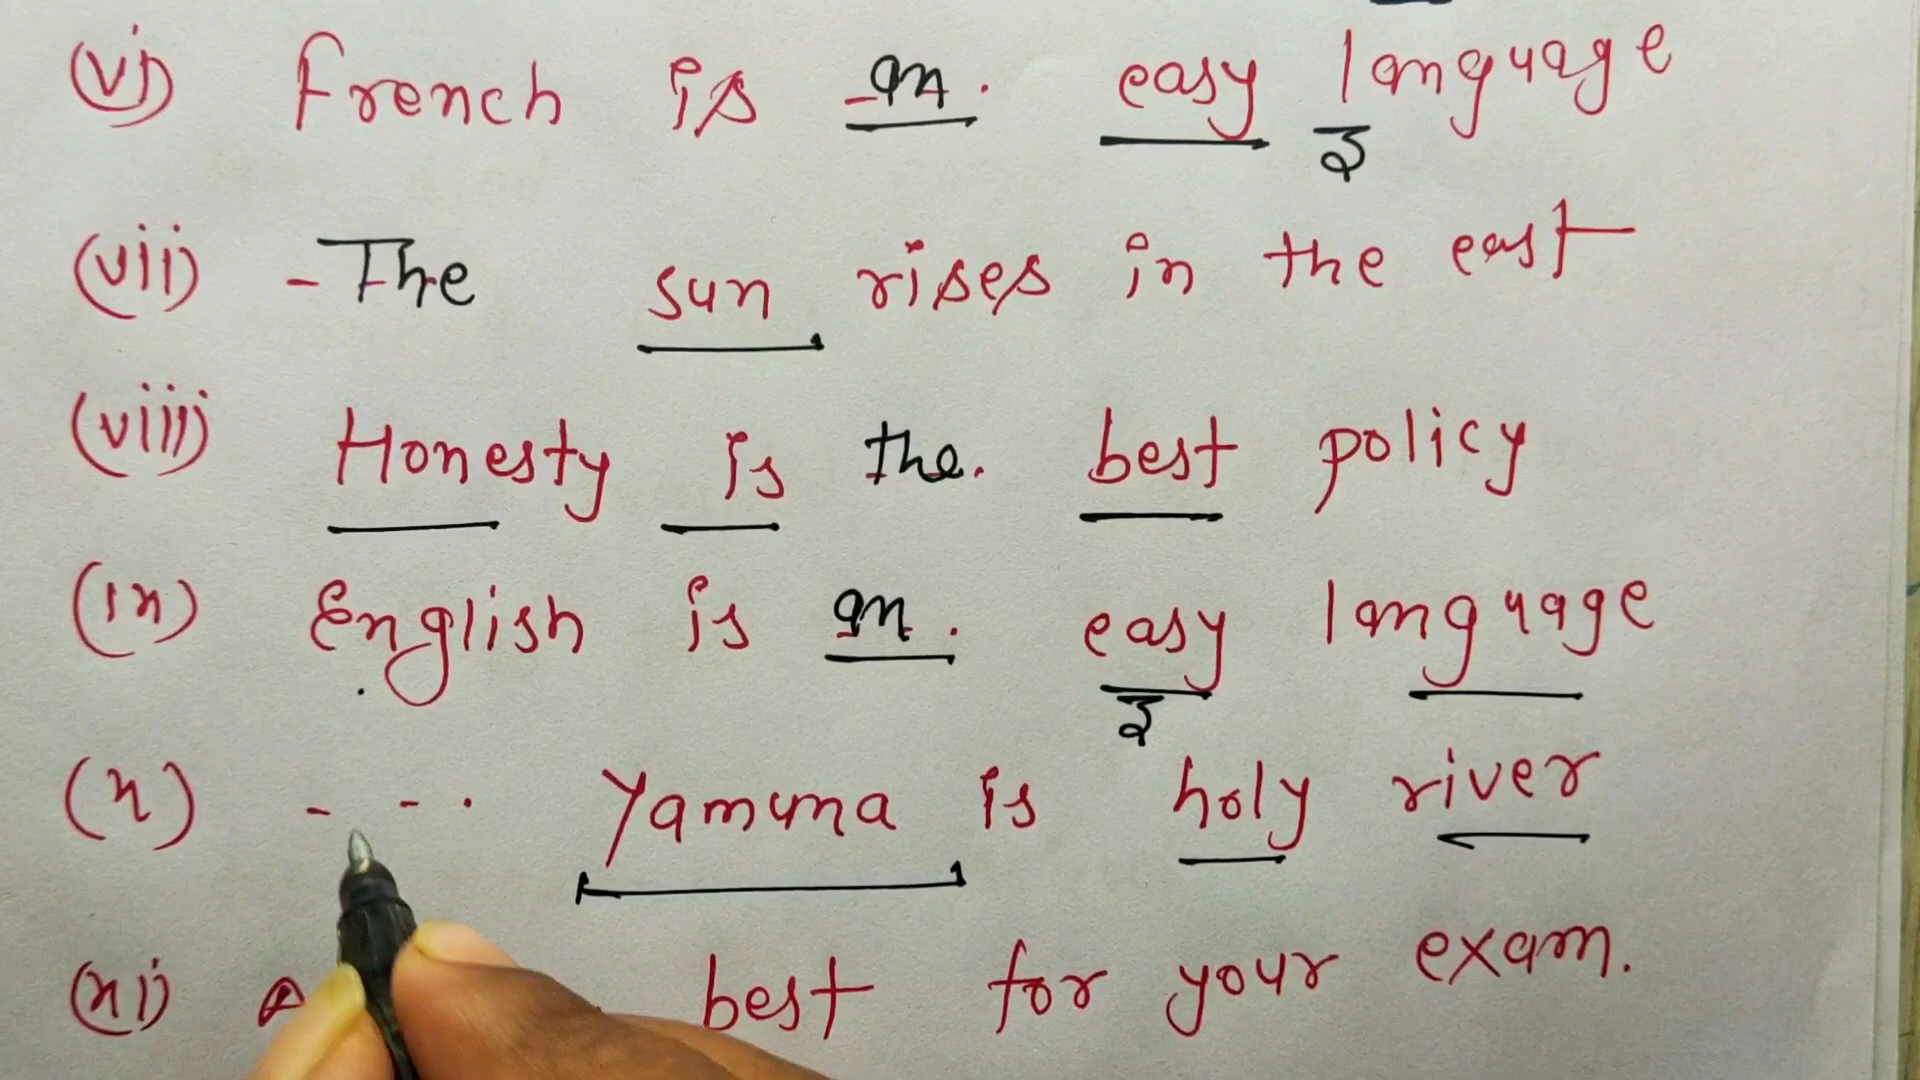 (vi) French is an. easy language
इ
(vii) - The sun rises in the east
(viii) Honesty is the. best policy
(ix) English is an. easy language
इ
(x) - - . Yamuna is holy river
(xi) best for your exam.